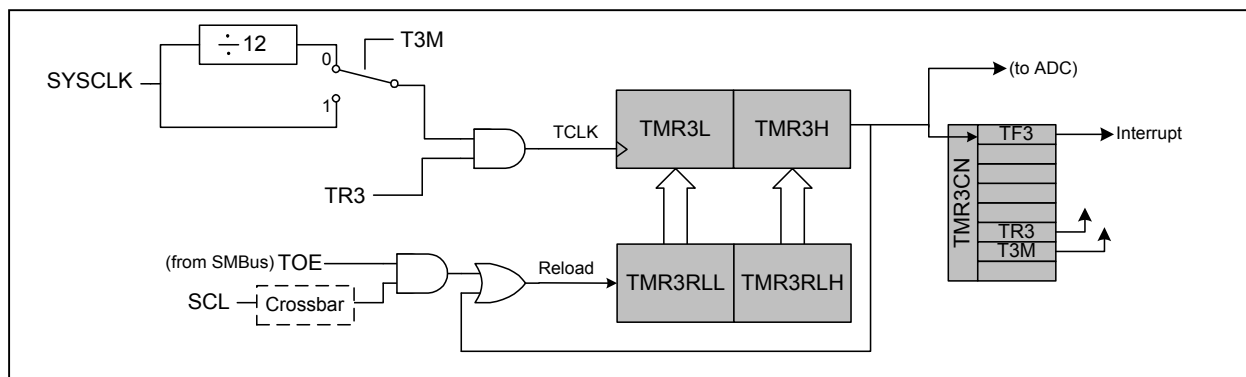 ÷ 12
T3M
0
SYSCLK
1
(to ADC)
TCLK
TMR3L
TMR3H
TF3
Interrupt
TR3
TMR3CN
TR3
T3M
(from SMBus) TOE
Reload
TMR3RLL
TMR3RLH
SCL
Crossbar